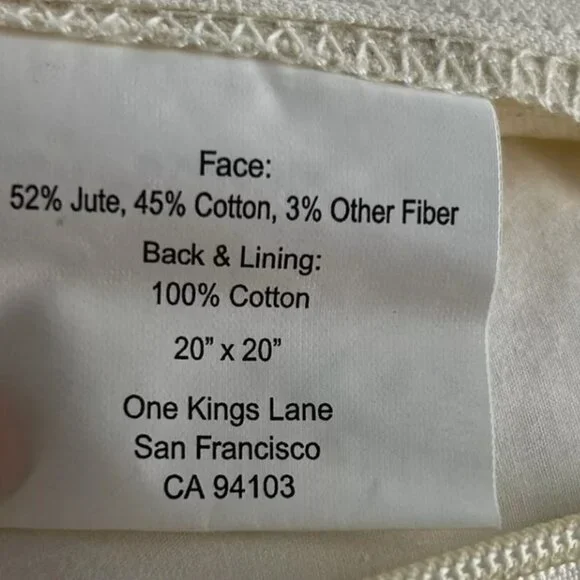 Face:
52% Jute, 45% Cotton, 3% Other Fiber
Back & Lining:
100% Cotton
20” x 20”
One Kings Lane
San Francisco
CA 94103